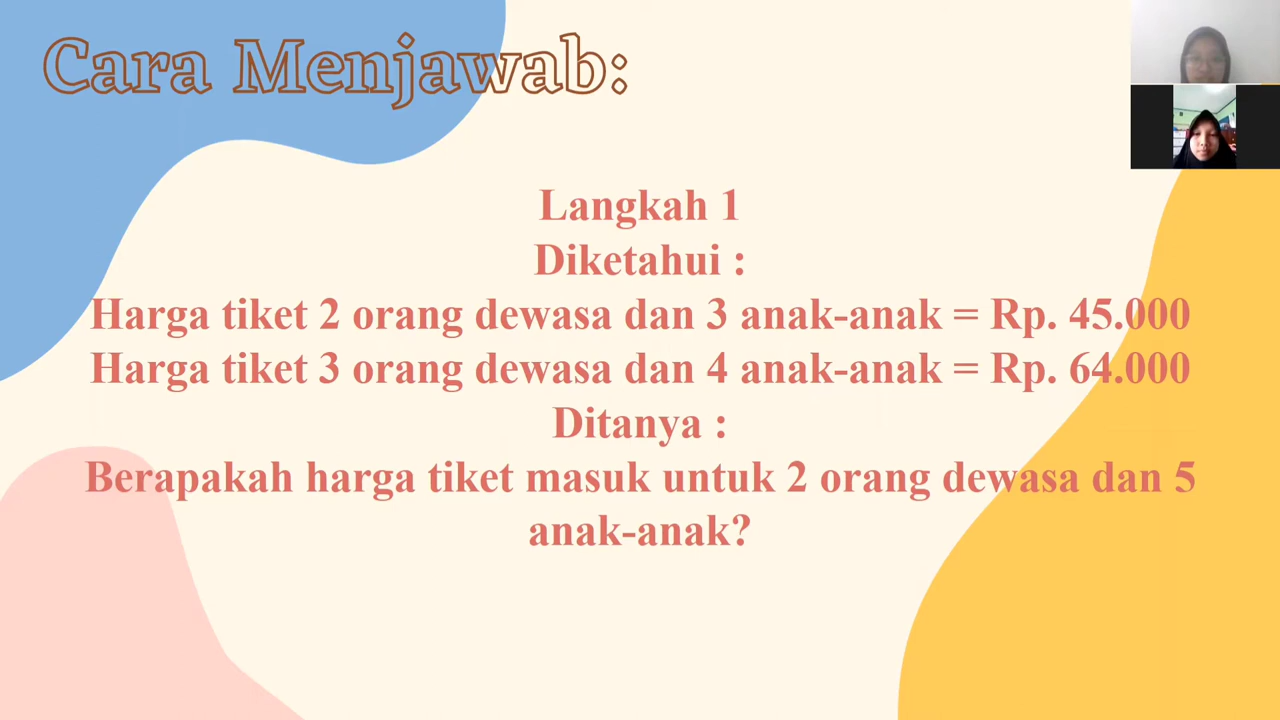 Cara Menjawab:
Langkah 1
Diketahui :
Harga tiket 2 orang dewasa dan 3 anak-anak = Rp. 45.000
Harga tiket 3 orang dewasa dan 4 anak-anak = Rp. 64.000
Ditanya :
Berapakah harga tiket masuk untuk 2 orang dewasa dan 5
anak-anak?